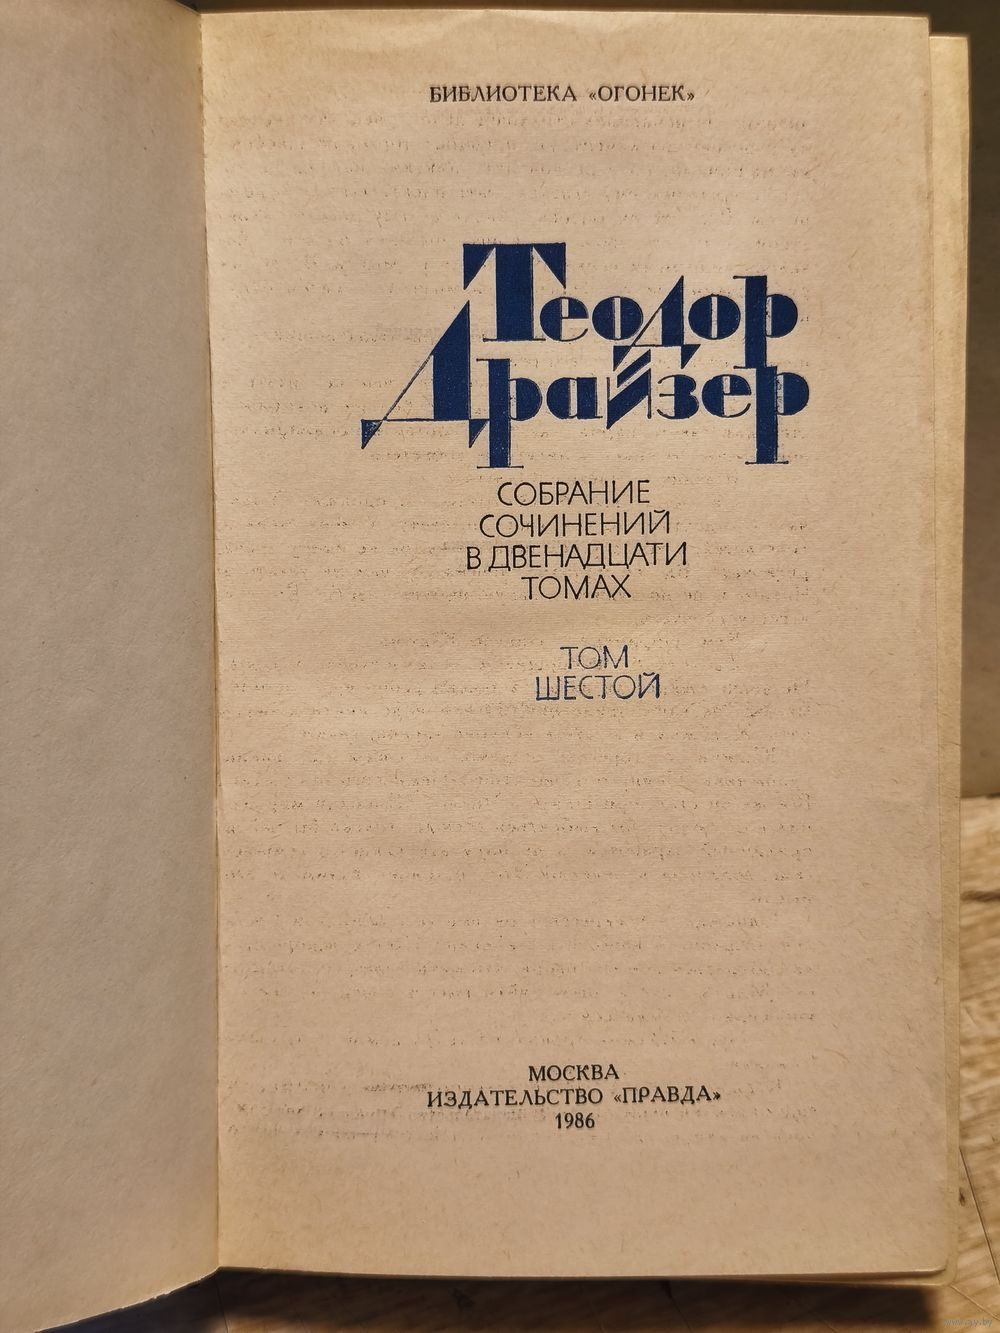 БИБЛИОТЕКА «ОГОНЕК»
Теодор
Драйзер
СОБРАНИЕ
СОЧИНЕНИЙ
В ДВЕНАДЦАТИ
ТОМАХ
ТОМ
ШЕСТОЙ
МОСКВА
ИЗДАТЕЛЬСТВО «ПРАВДА»
1986